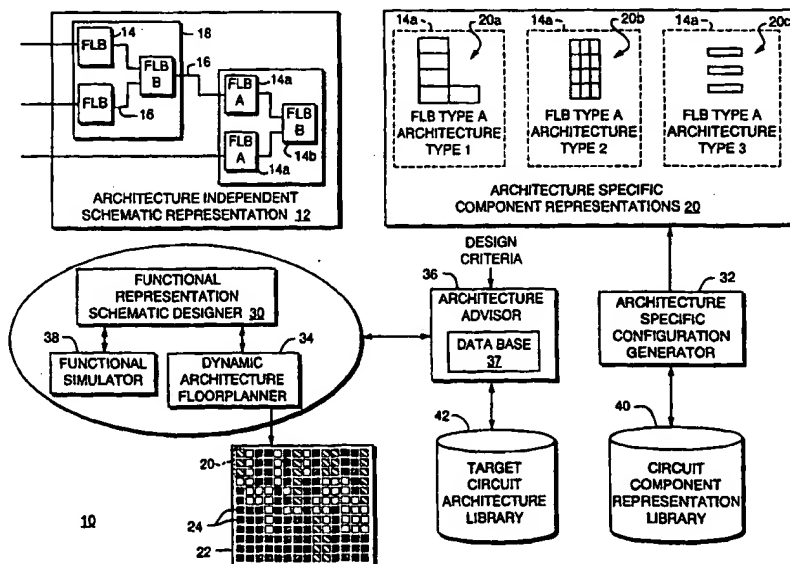 14
18
FLB
FLB
B
FLB
16
16
14a
FLB
A
FLB
B
FLB
A
14b
14a
ARCHITECTURE INDEPENDENT
SCHEMATIC REPRESENTATION 12
14a
20a
FLB TYPE A
ARCHITECTURE
TYPE 1
14a
20b
FLB TYPE A
ARCHITECTURE
TYPE 2
14a
20c
FLB TYPE A
ARCHITECTURE
TYPE 3
ARCHITECTURE SPECIFIC
COMPONENT REPRESENTATIONS 20
FUNCTIONAL
REPRESENTATION
SCHEMATIC DESIGNER 30
38
FUNCTIONAL
SIMULATOR
34
DYNAMIC
ARCHITECTURE
FLOORPLANNER
DESIGN
CRITERIA
36
ARCHITECTURE
ADVISOR
DATA BASE
37
32
ARCHITECTURE
SPECIFIC
CONFIGURATION
GENERATOR
42
TARGET
CIRCUIT
ARCHITECTURE
LIBRARY
40
CIRCUIT
COMPONENT
REPRESENTATION
LIBRARY
20
24
22
10